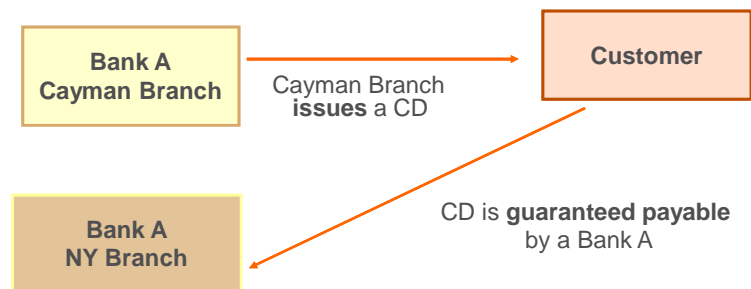 Bank A
Cayman Branch
Cayman Branch
issues a CD
Customer
Bank A
NY Branch
CD is guaranteed payable
by a Bank A